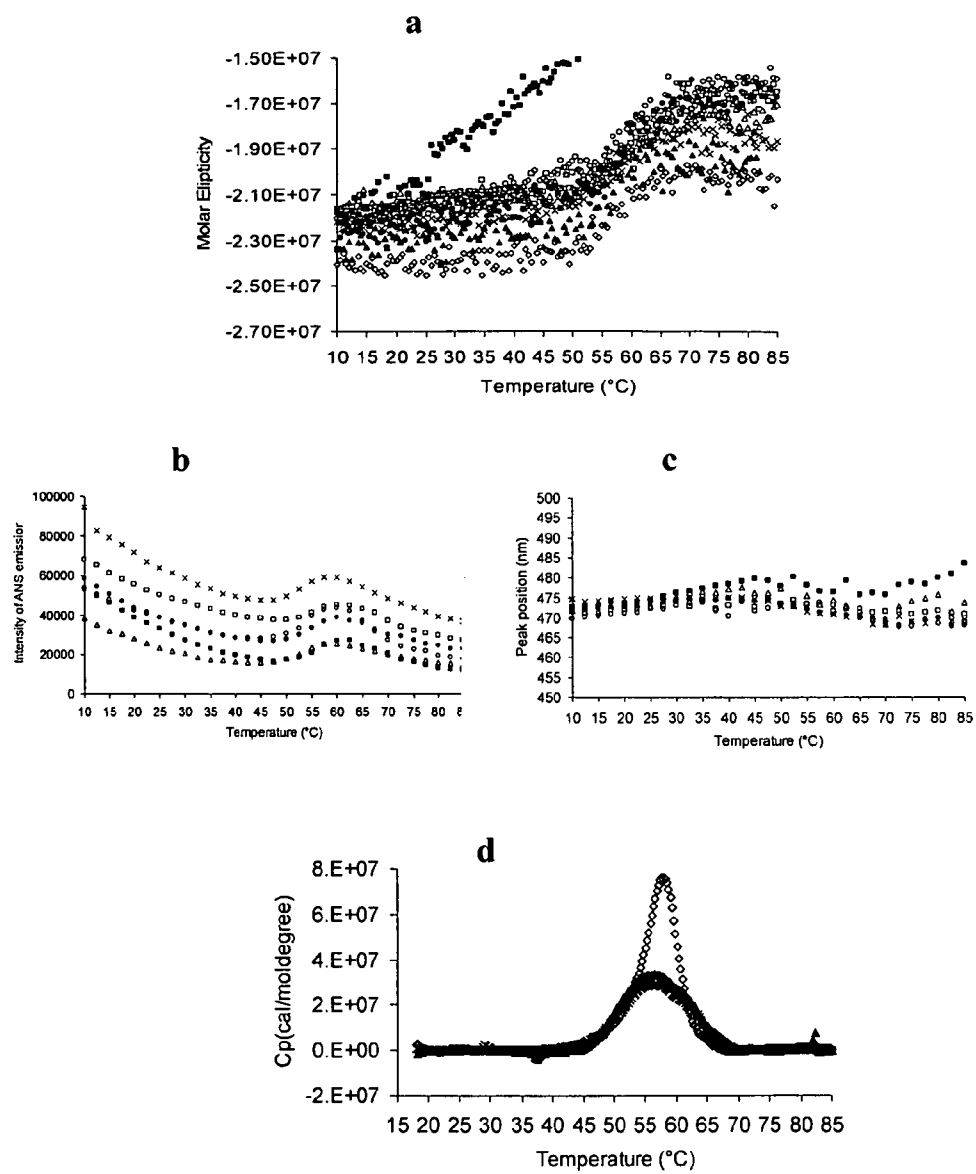 a
-1.50E+07
-1.70E+07
-1.90E+07
-2.10E+07
-2.30E+07
-2.50E+07
-2.70E+07
Molar Elipticity
10 15 20 25 30 35 40 45 50 55 60 65 70 75 80 85
Temperature (°C)
b
100000
80000
60000
40000
20000
0
Intensity of ANS emission
10 15 20 25 30 35 40 45 50 55 60 65 70 75 80
Temperature (°C)
c
500
495
490
485
480
475
470
465
460
455
450
Peak position (nm)
10 15 20 25 30 35 40 45 50 55 60 65 70 75 80 85
Temperature (°C)
d
8.E+07
6.E+07
4.E+07
2.E+07
0.E+00
-2.E+07
Cp(cal/moldegree)
15 20 25 30 35 40 45 50 55 60 65 70 75 80 85
Temperature (°C)